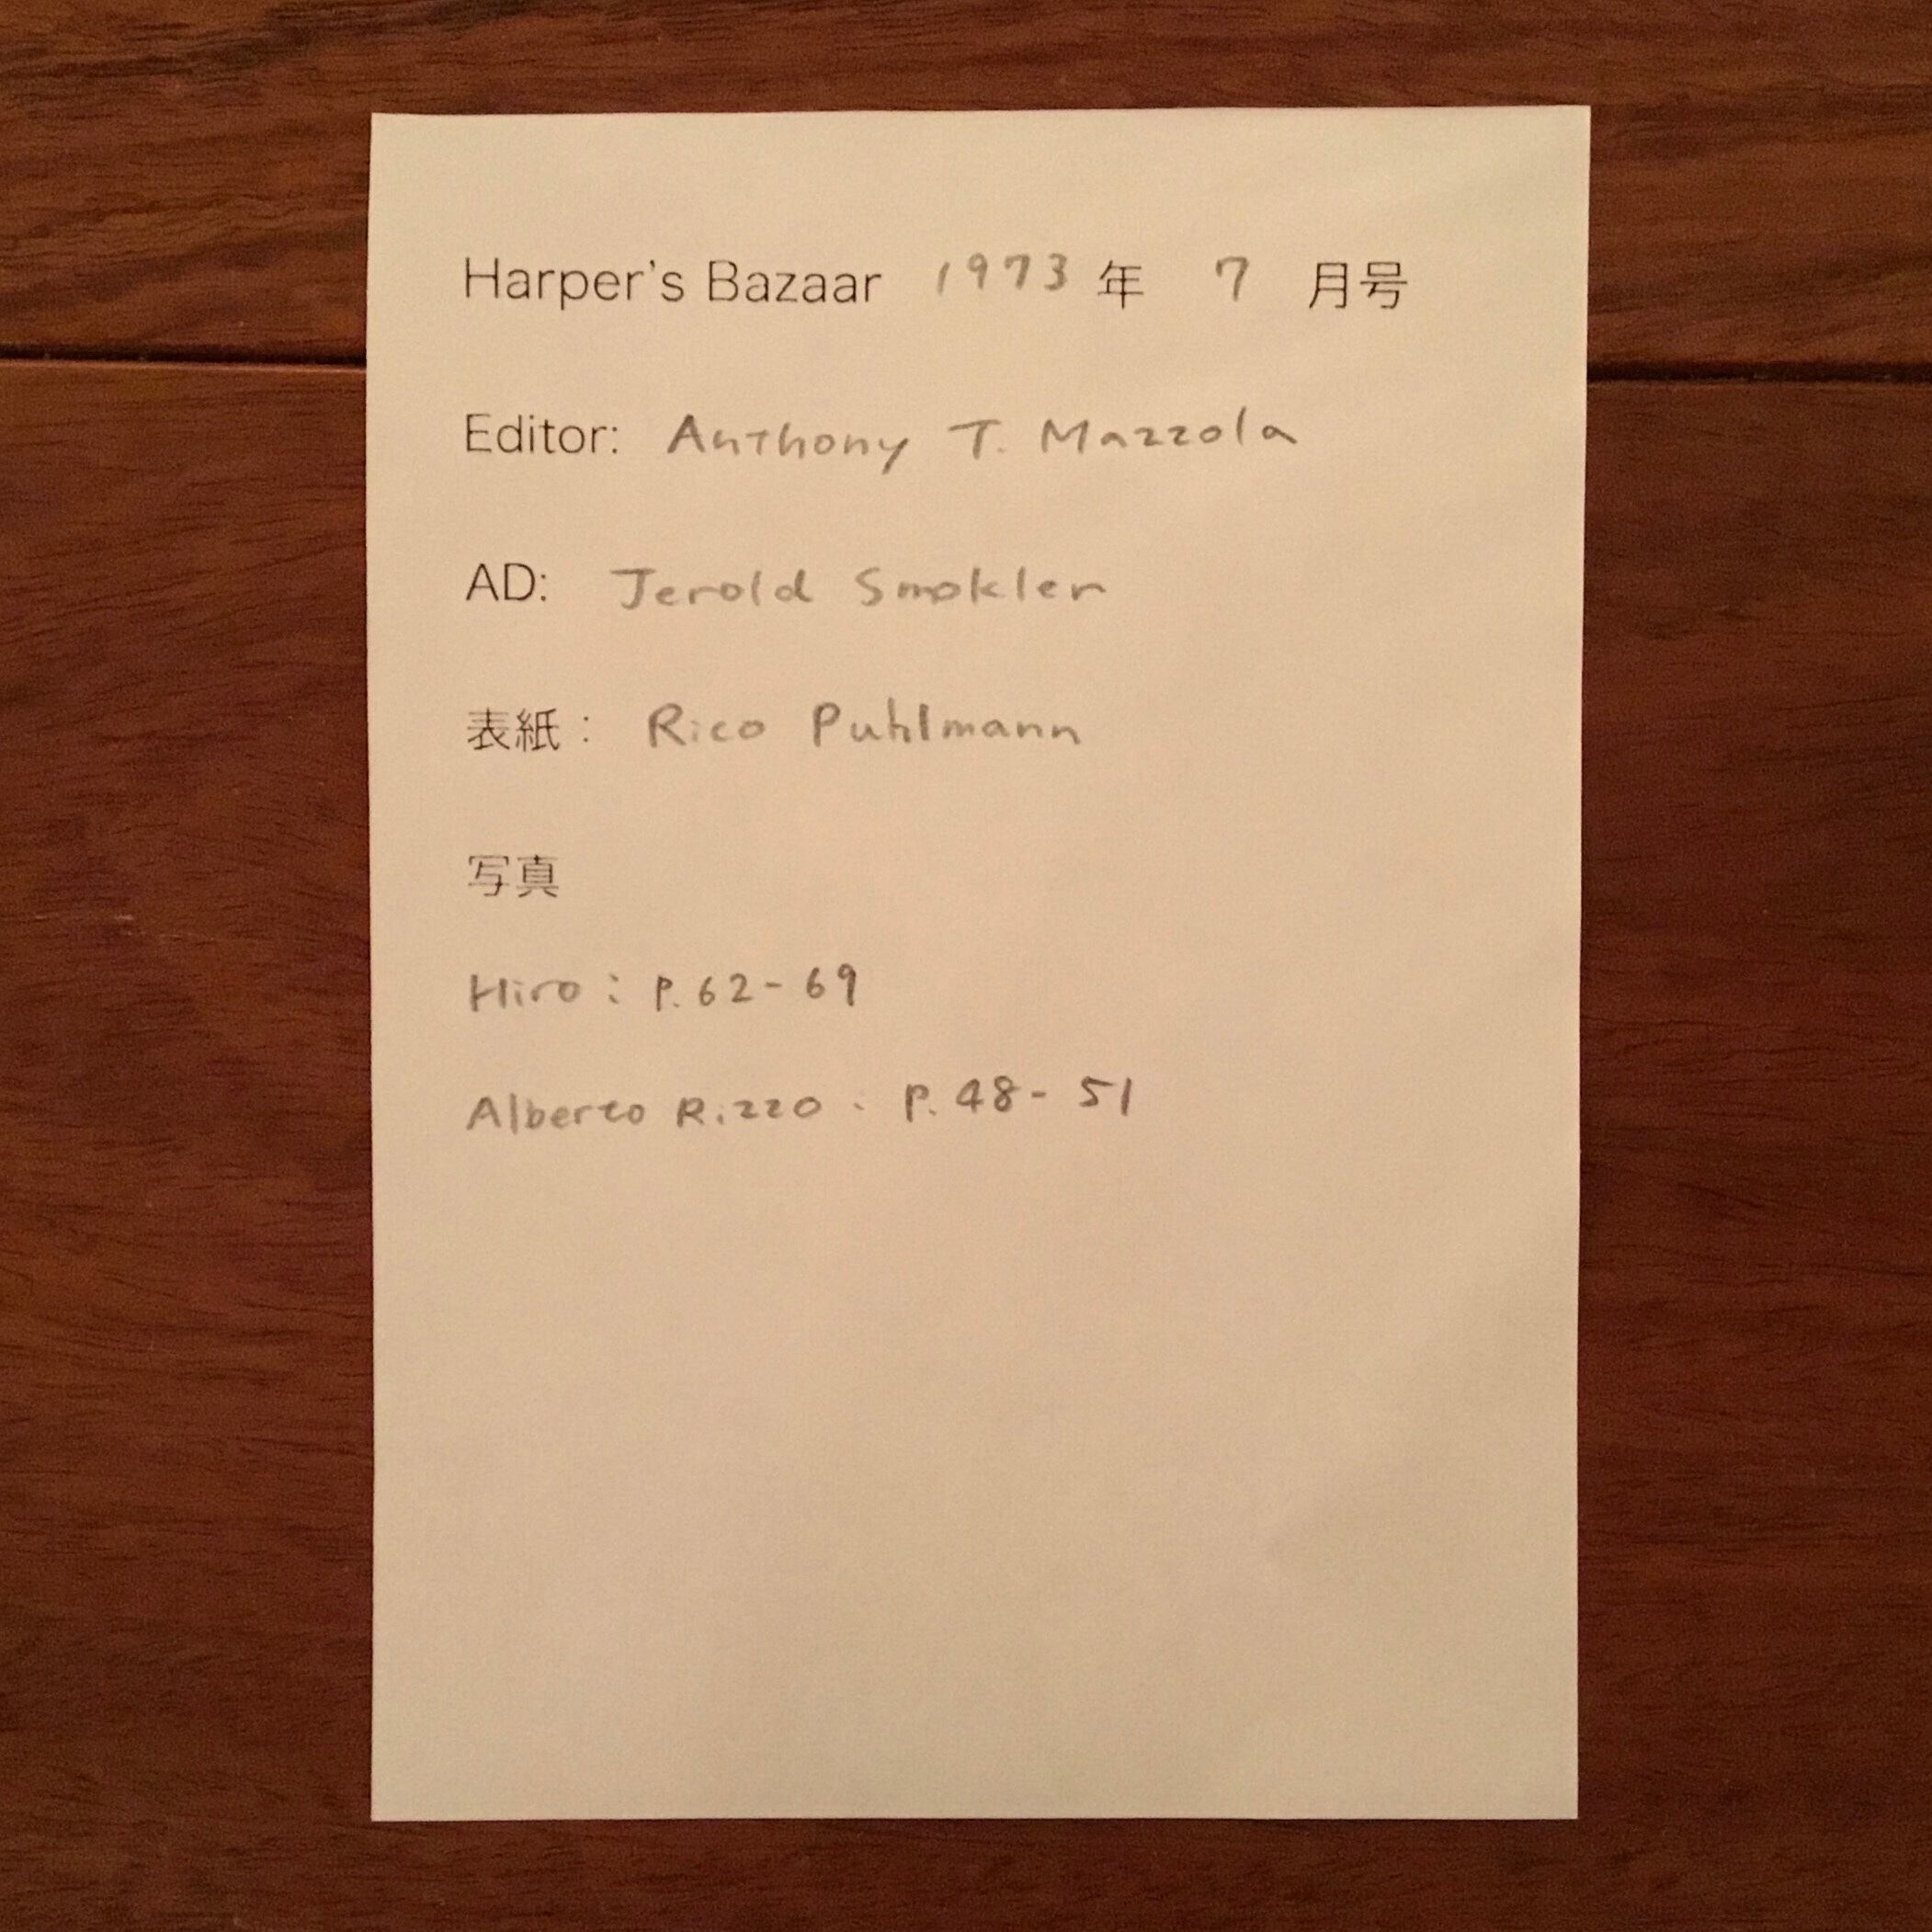 Harper's Bazaar 1973 年 7 月号
Editor: Anthony T. Mazzola
AD: Jerold Smokler
表紙： Rico Puhlmann
写真
Hiro : P. 62 - 69
Alberto Rizzo : P. 48 - 51